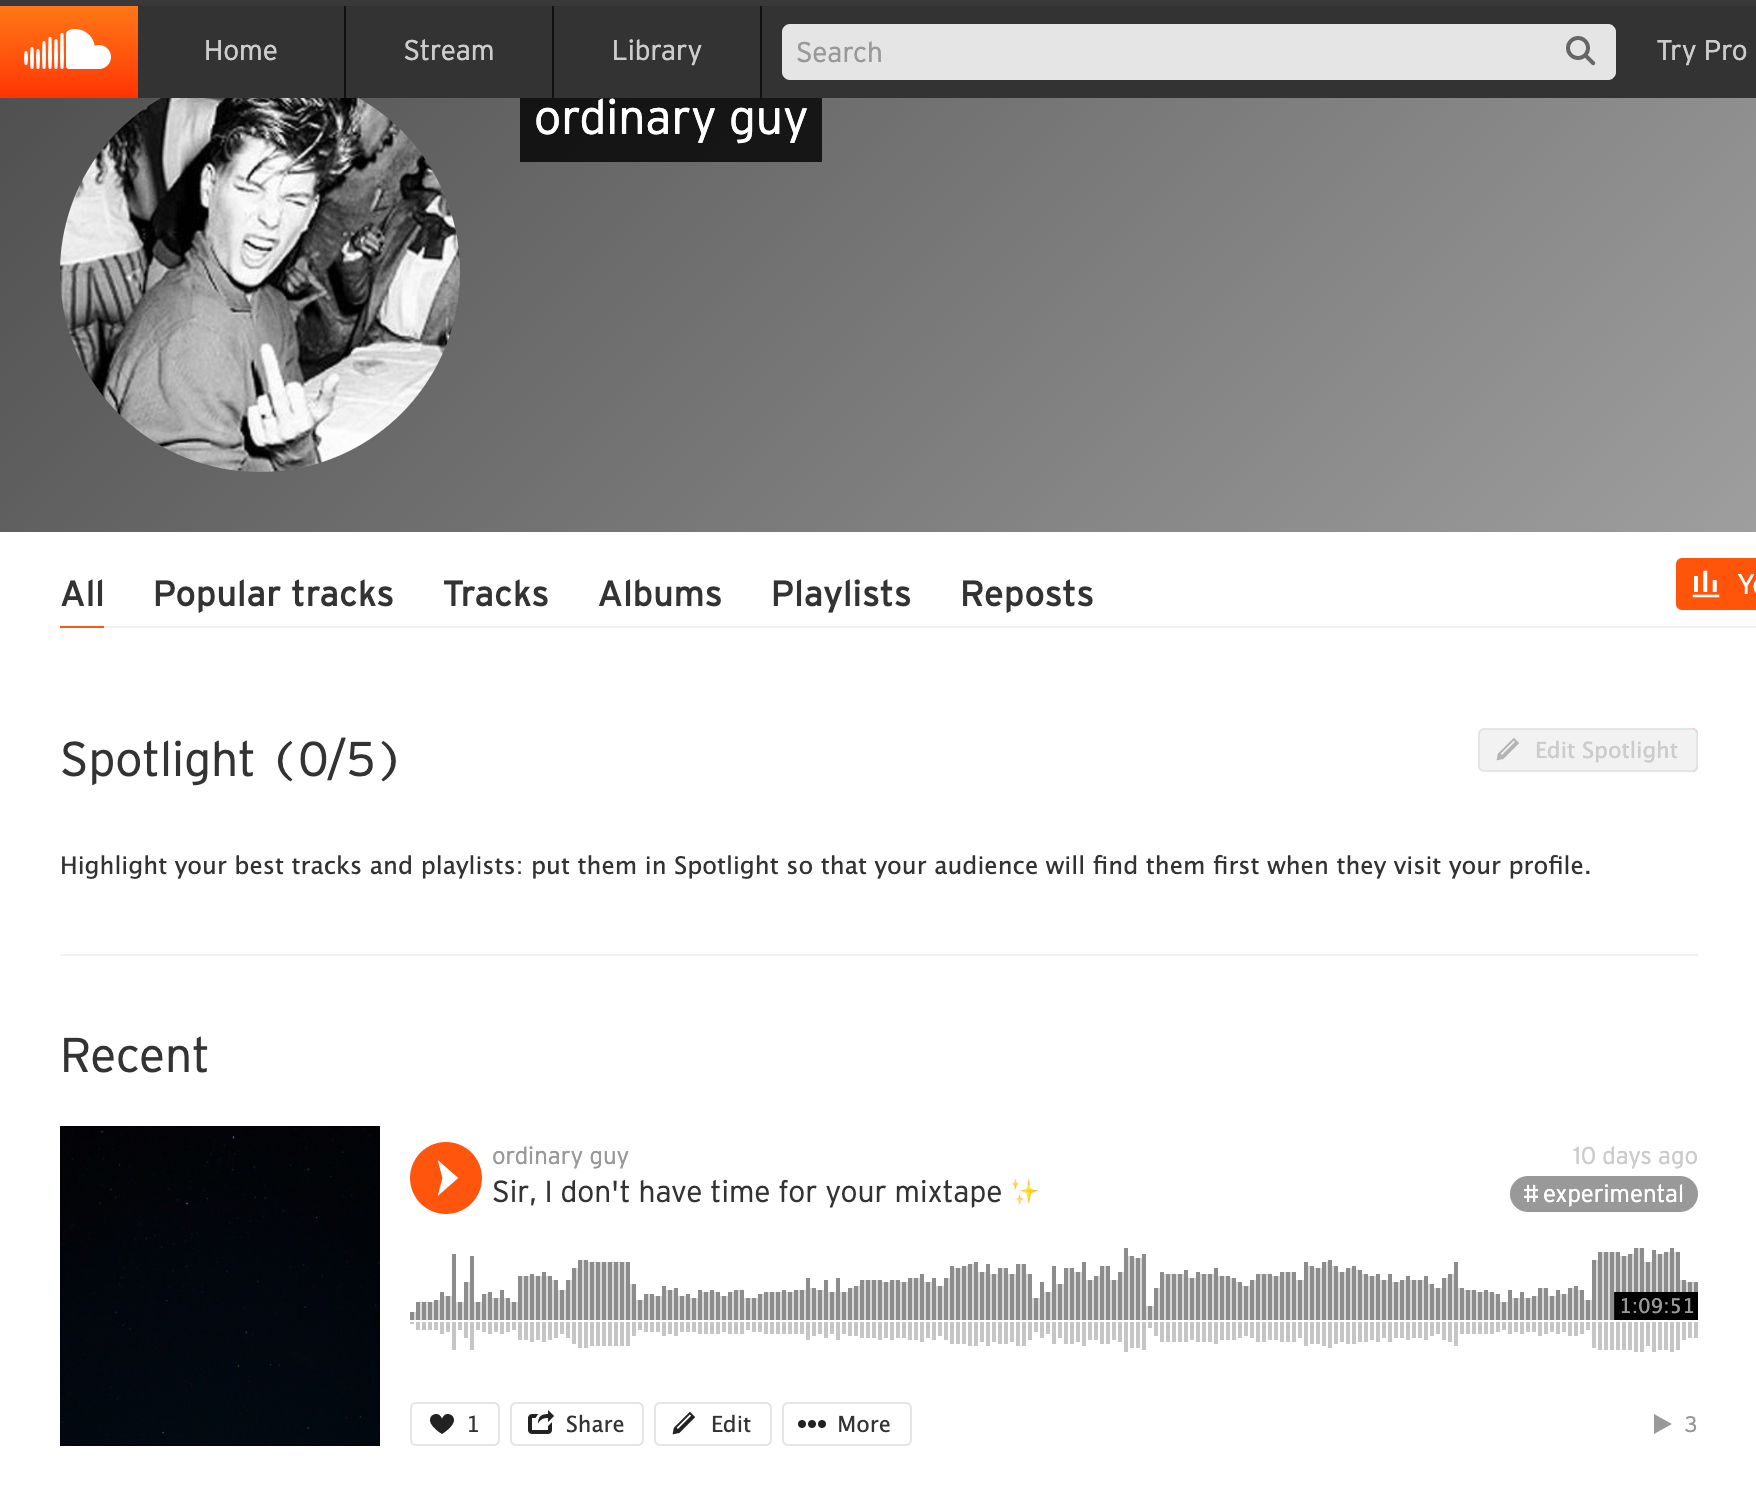 Home
Stream
Library
Search
Try Pro
ordinary guy
All
Popular tracks
Tracks
Albums
Playlists
Reposts
Spotlight (0/5)
Edit Spotlight
Highlight your best tracks and playlists: put them in Spotlight so that your audience will find them first when they visit your profile.
Recent
ordinary guy
10 days ago
Sir, I don't have time for your mixtape ✨
# experimental
1:09:51
1
Share
Edit
More
3